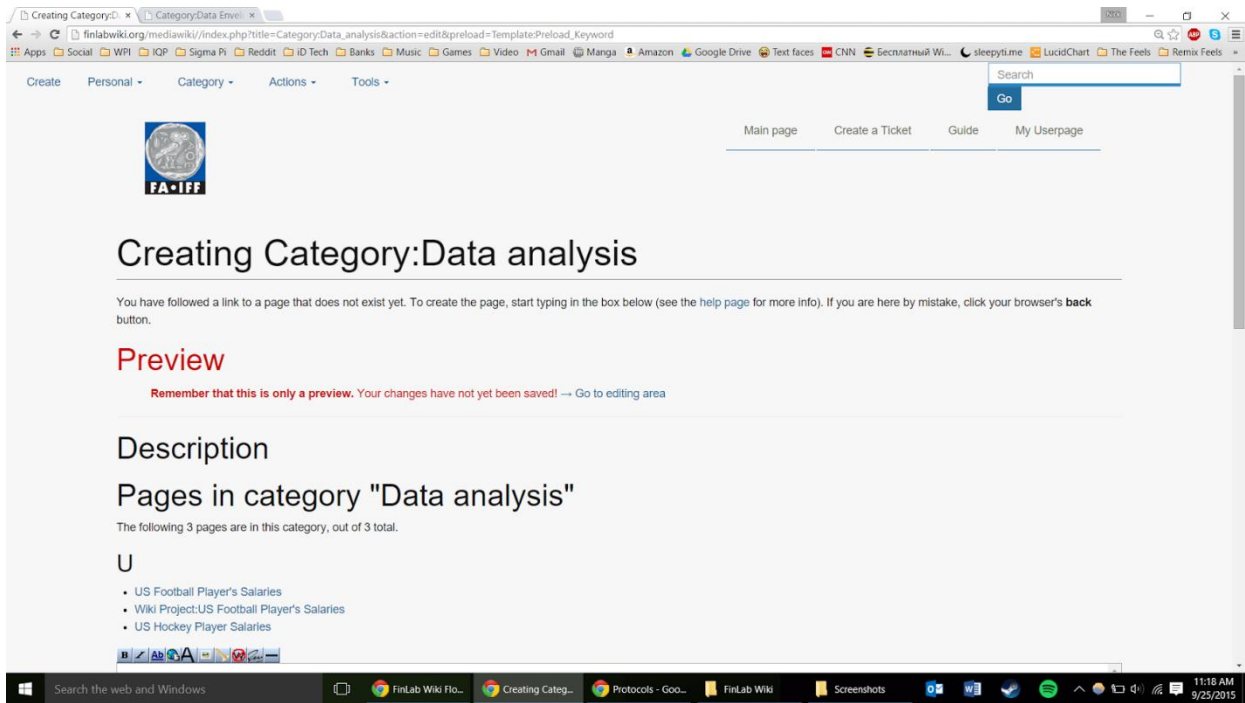 Creating Category:D
Category:Data Envel
finlabwiki.org/mediawiki//index.php?title=Category:Data_analysis&action=edit&preload=Template:Preload_Keyword
Apps Social WPI IQP Sigma Pi Reddit iD Tech Banks Music Games Video Gmail Manga Amazon Google Drive Text faces CNN Бесплатный Wi... sleepyti.me LucidChart The Feels Remix Feels »
Create Personal Category Actions Tools
Search
Go
Main page Create a Ticket Guide My Userpage
FA•IFF
Creating Category:Data analysis
You have followed a link to a page that does not exist yet. To create the page, start typing in the box below (see the help page for more info). If you are here by mistake, click your browser's back
button.
Preview
Remember that this is only a preview. Your changes have not yet been saved! → Go to editing area
Description
Pages in category "Data analysis"
The following 3 pages are in this category, out of 3 total.
U
• US Football Player's Salaries
• Wiki Project:US Football Player's Salaries
• US Hockey Player Salaries
Search the web and Windows
FinLab Wiki Flo... Creating Categ... Protocols - Goo... FinLab Wiki Screenshots
11:18 AM
9/25/2015